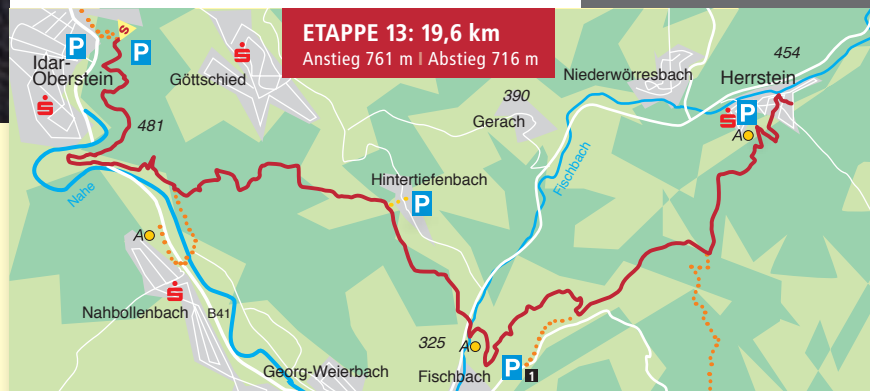 ETAPPE 13: 19,6 km
Anstieg 761 m | Abstieg 716 m
S
P
P
Idar-
Oberstein
S
S
Göttschied
481
Nahe
A
Nahbollenbach
S
B41
Georg-Weierbach
Hintertiefenbach
P
390
Gerach
Niederwörresbach
Fischbach
454
Herrstein
P
S
A
325
A
Fischbach
P
1